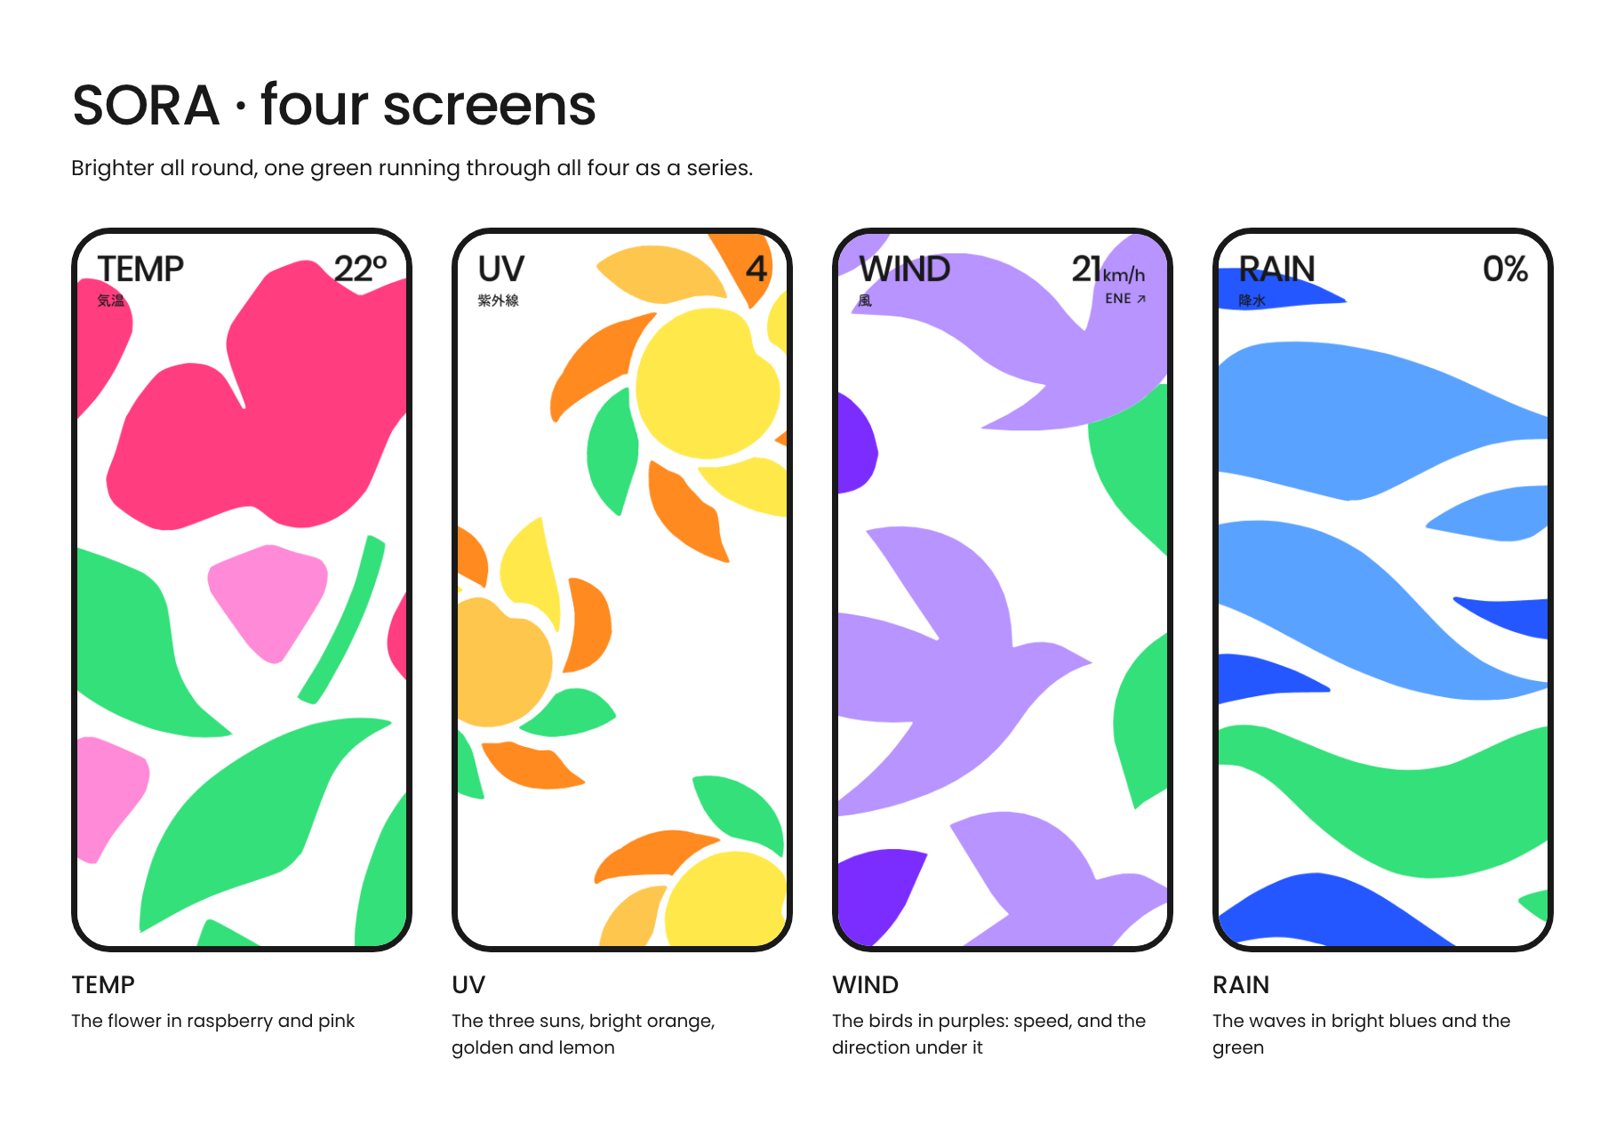 SORA · four screens
Brighter all round, one green running through all four as a series.
TEMP 22°
気温
UV 4
紫外線
WIND 21km/h
風 ENE ↗
RAIN 0%
降水
TEMP
The flower in raspberry and pink
UV
The three suns, bright orange,
golden and lemon
WIND
The birds in purples: speed, and the
direction under it
RAIN
The waves in bright blues and the
green